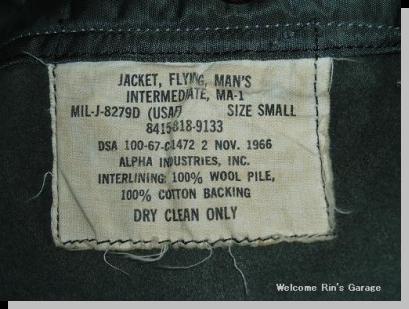 JACKET, FLYING, MAN'S
INTERMEDIATE, MA-1
MIL-J-8279D (USAF) SIZE SMALL
8415-818-9133
DSA 100-67-C1472 2 NOV. 1966
ALPHA INDUSTRIES, INC.
INTERLINING 100% WOOL PILE,
100% COTTON BACKING
DRY CLEAN ONLY
Welcome Rin's Garage